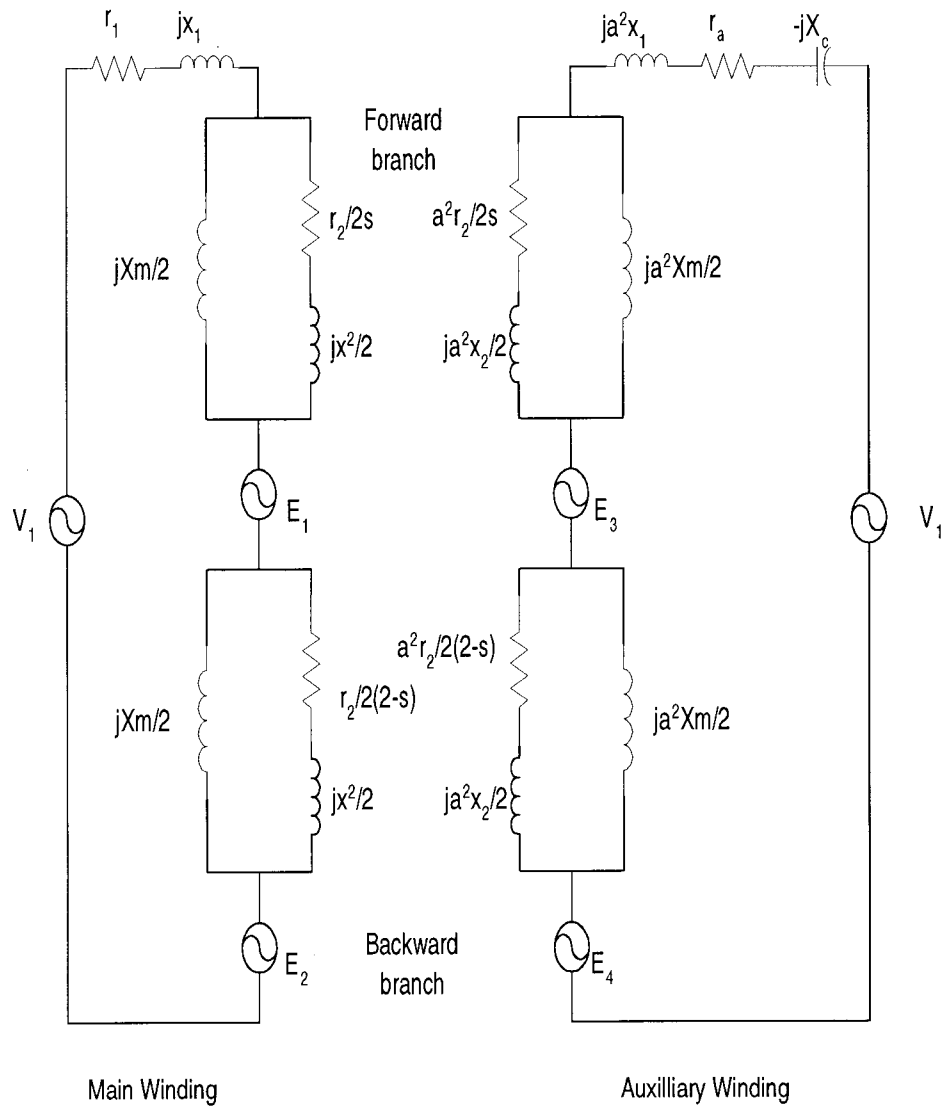 r₁
jx₁
ja²x₁
rₐ
-jX꜀
Forward
branch
r₂/2s
a²r₂/2s
jXm/2
ja²Xm/2
jx²/2
ja²x₂/2
V₁
E₁
E₃
V₁
a²r₂/2(2-s)
r₂/2(2-s)
jXm/2
ja²Xm/2
jx²/2
ja²x₂/2
E₂
Backward
branch
E₄
Main Winding
Auxilliary Winding